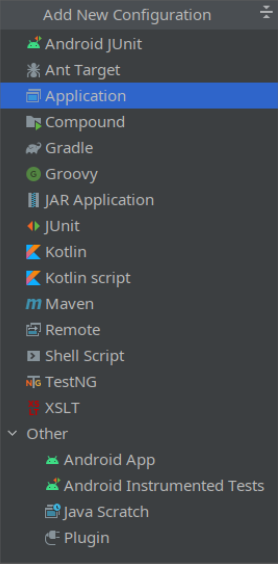 Add New Configuration
Android JUnit
Ant Target
Application
Compound
Gradle
Groovy
JAR Application
JUnit
Kotlin
Kotlin script
Maven
Remote
Shell Script
TestNG
XSLT
Other
Android App
Android Instrumented Tests
Java Scratch
Plugin